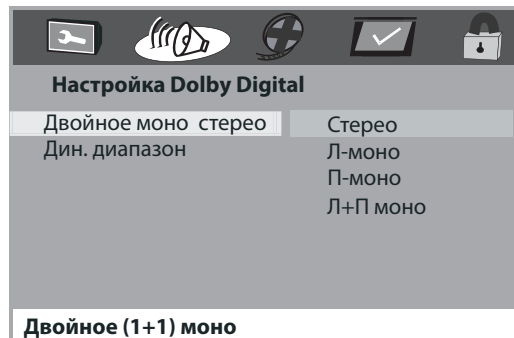 Настройка Dolby Digital
Двойное моно стерео
Стерео
Дин. диапазон
Л-моно
П-моно
Л+П моно
Двойное (1+1) моно